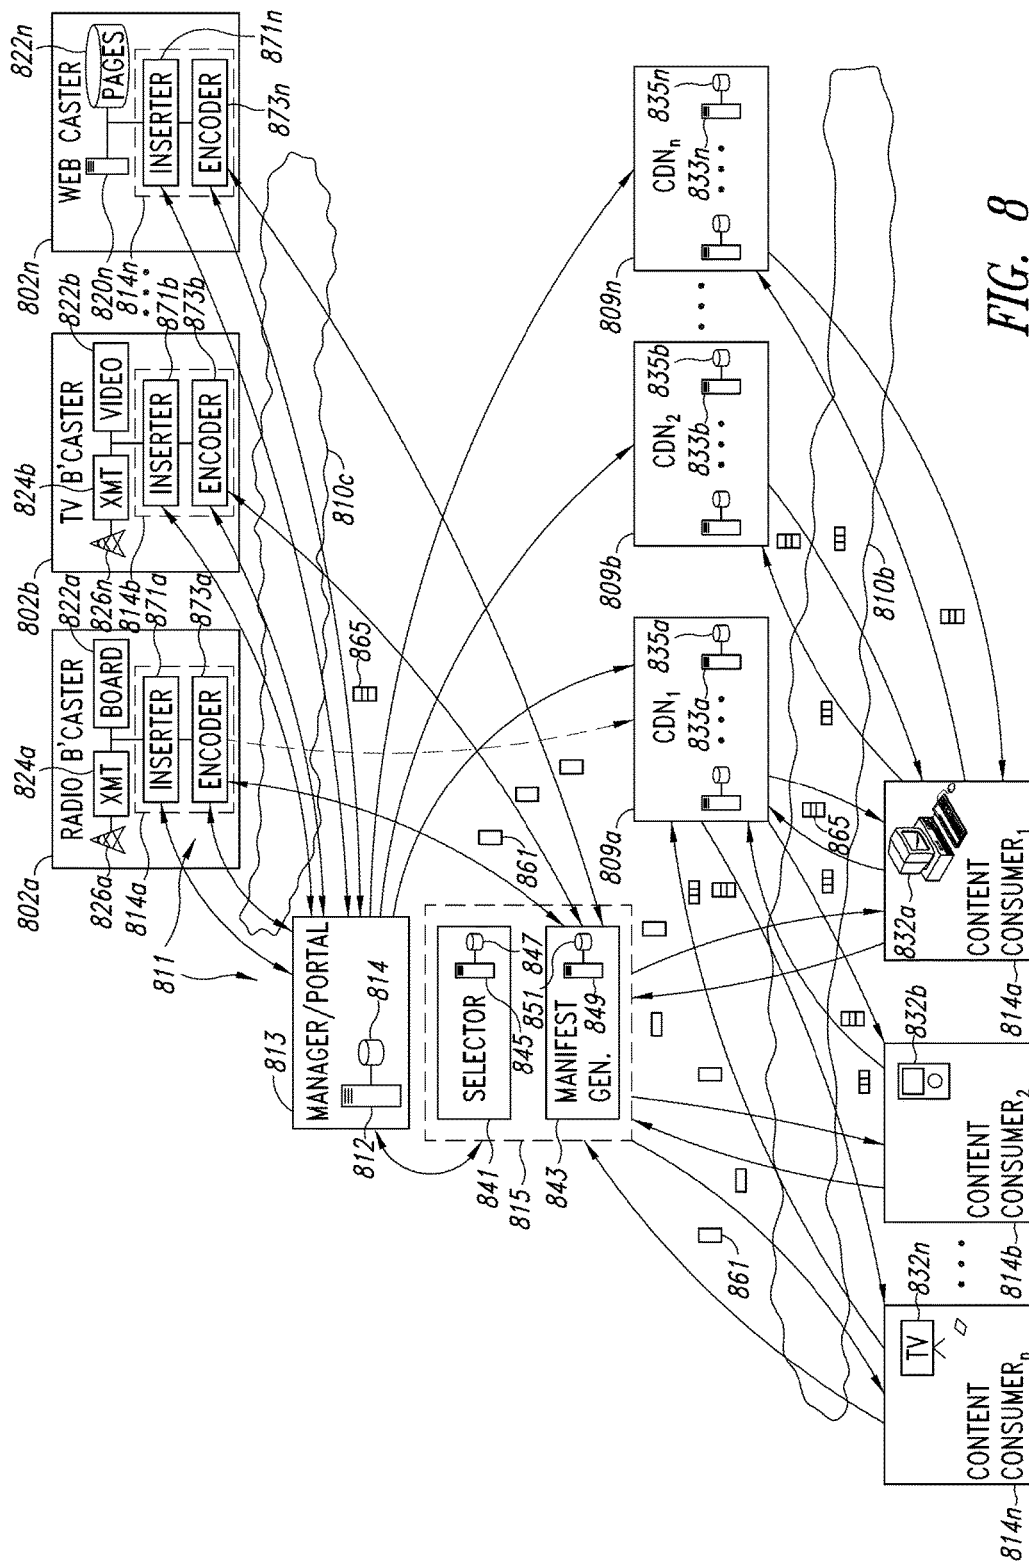 802a
826a
824a
822a
RADIO B'CASTER
XMT
BOARD
INSERTER
ENCODER
814a
871a
873a
811
802b
826n
824b
822b
TV B'CASTER
XMT
VIDEO
INSERTER
ENCODER
814b
871b
873b
802n
820n
822n
WEB CASTER
PAGES
INSERTER
ENCODER
814n
871n
873n
810c
865
813
MANAGER/PORTAL
812
814
815
841
SELECTOR
845
847
843
MANIFEST
GEN.
851
849
861
861
809a
CDN1
833a
835a
809b
CDN2
833b
835b
809n
CDNn
833n
835n
865
810b
814n
CONTENT
CONSUMERn
TV
832n
814b
CONTENT
CONSUMER2
832b
814a
CONTENT
CONSUMER1
832a
FIG. 8